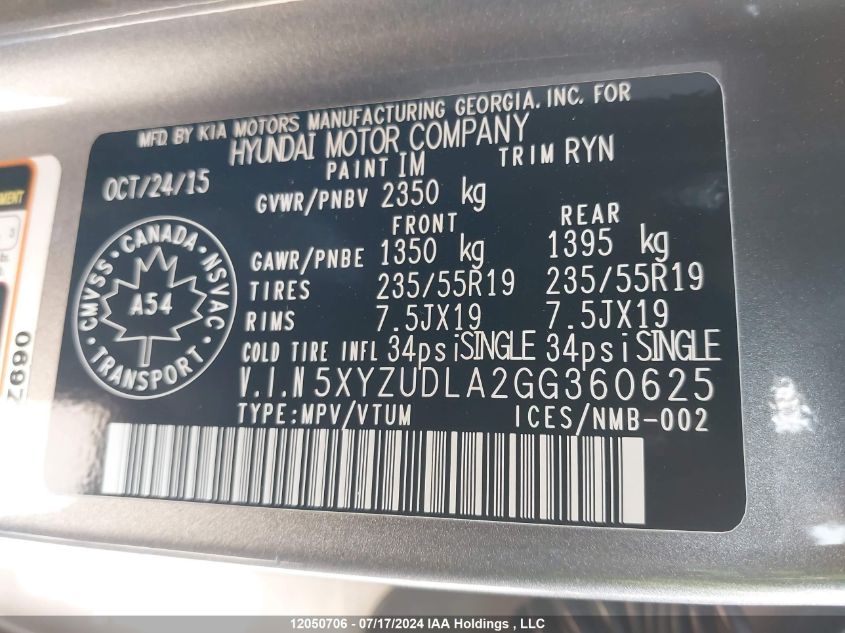 MFD. BY KIA MOTORS MANUFACTURING GEORGIA. INC. FOR
HYUNDAI MOTOR COMPANY
PAINT IM TRIM RYN
OCT/24/15
GVWR/PNBV 2350 kg
FRONT REAR
GAWR/PNBE 1350 kg 1395 kg
TIRES 235/55R19 235/55R19
RIMS 7.5JX19 7.5JX19
COLD TIRE INFL 34psiSINGLE 34psi SINGLE
V.I.N 5XYZUDLA2GG360625
TYPE:MPV/VTUM ICES/NMB-002
CMVSS · CANADA · NSVAC · TRANSPORT ·
A54
Z690
12050706 - 07/17/2024 IAA Holdings , LLC